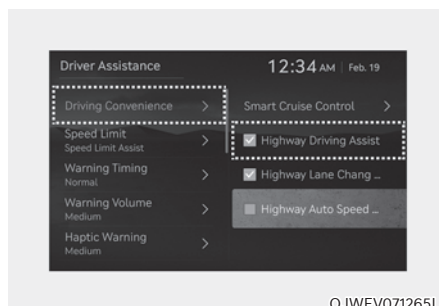 Driver Assistance
12:34 AM | Feb. 19
Driving Convenience >
Smart Cruise Control >
Speed Limit
Speed Limit Assist
>
Highway Driving Assist
Warning Timing
Normal
>
Highway Lane Chang ...
Warning Volume
Medium
>
Highway Auto Speed ...
Haptic Warning
Medium
>